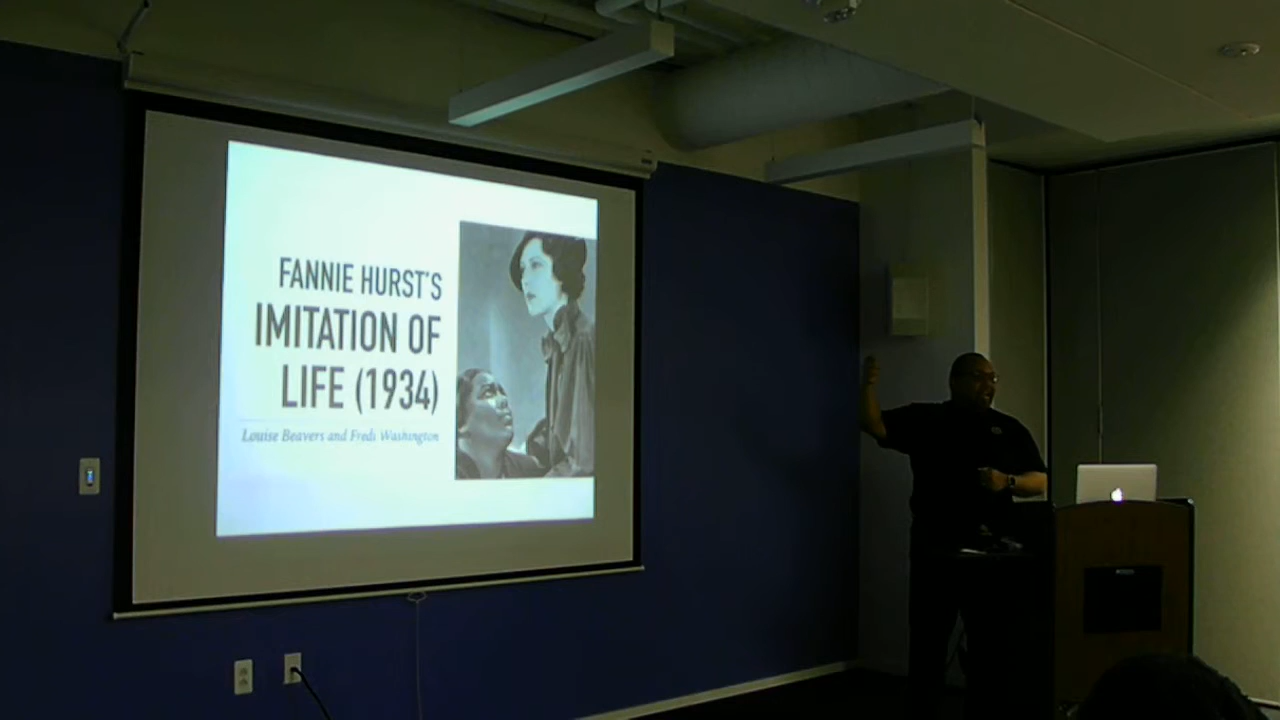 FANNIE HURST'S
IMITATION OF
LIFE (1934)
Louise Beavers and Fredi Washington